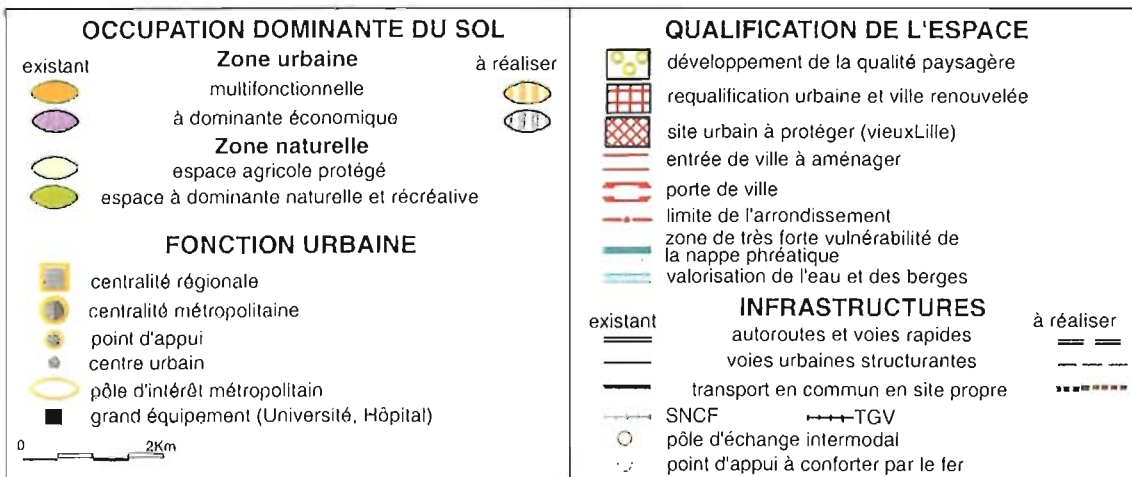 OCCUPATION DOMINANTE DU SOL
existant Zone urbaine à réaliser
multifonctionnelle
à dominante économique
Zone naturelle
espace agricole protégé
espace à dominante naturelle et récréative
FONCTION URBAINE
centralité régionale
centralité métropolitaine
point d'appui
centre urbain
pôle d'intérêt métropolitain
grand équipement (Université, Hôpital)
0 2Km
QUALIFICATION DE L'ESPACE
développement de la qualité paysagère
requalification urbaine et ville renouvelée
site urbain à protéger (vieuxLille)
entrée de ville à aménager
porte de ville
limite de l'arrondissement
zone de très forte vulnérabilité de
la nappe phréatique
valorisation de l'eau et des berges
INFRASTRUCTURES
existant à réaliser
autoroutes et voies rapides
voies urbaines structurantes
transport en commun en site propre
SNCF TGV
pôle d'échange intermodal
point d'appui à conforter par le fer